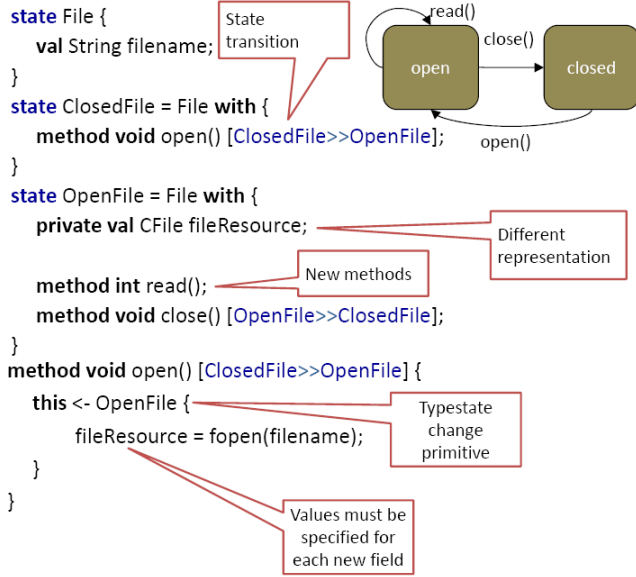 state File {
val String filename;
}
state ClosedFile = File with {
method void open() [ClosedFile>>OpenFile];
}
state OpenFile = File with {
private val CFile fileResource;
method int read();
method void close() [OpenFile>>ClosedFile];
}
method void open() [ClosedFile>>OpenFile] {
this <- OpenFile {
fileResource = fopen(filename);
}
}
State
transition
read()
close()
open
closed
open()
Different
representation
New methods
Typestate
change
primitive
Values must be
specified for
each new field